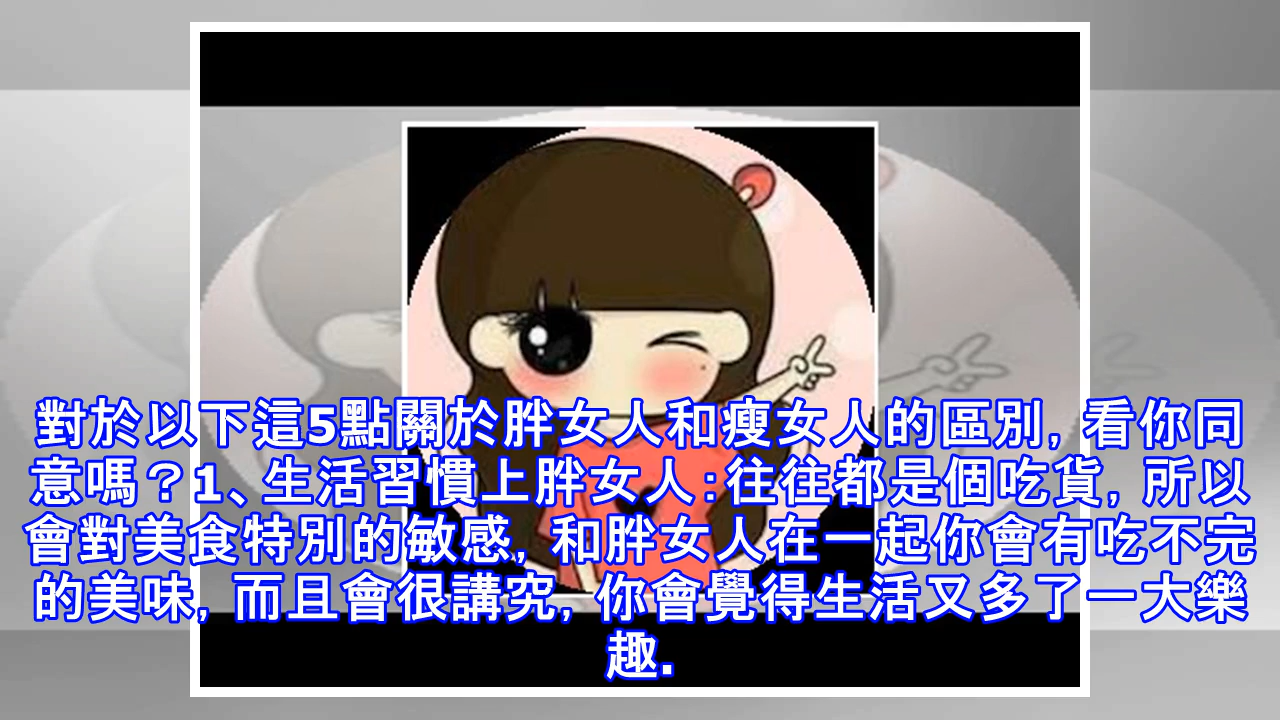 對於以下這5點關於胖女人和瘦女人的區別, 看你同
意嗎？1、生活習慣上胖女人:往往都是個吃貨, 所以
會對美食特別的敏感, 和胖女人在一起你會有吃不完
的美味, 而且會很講究, 你會覺得生活又多了一大樂
趣.